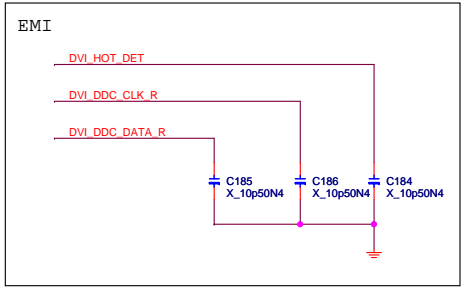 EMI
DVI_HOT_DET
DVI_DDC_CLK_R
DVI_DDC_DATA_R
C185 C186 C184
X_10p50N4 X_10p50N4 X_10p50N4